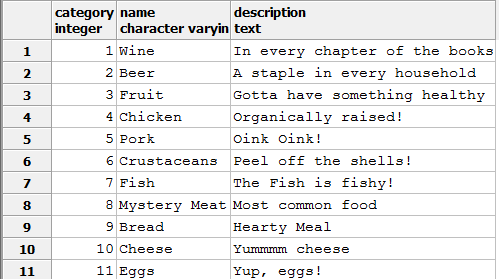 category name description
integer character varyin text
1 1 Wine In every chapter of the books
2 2 Beer A staple in every household
3 3 Fruit Gotta have something healthy
4 4 Chicken Organically raised!
5 5 Pork Oink Oink!
6 6 Crustaceans Peel off the shells!
7 7 Fish The Fish is fishy!
8 8 Mystery Meat Most common food
9 9 Bread Hearty Meal
10 10 Cheese Yummmm cheese
11 11 Eggs Yup, eggs!